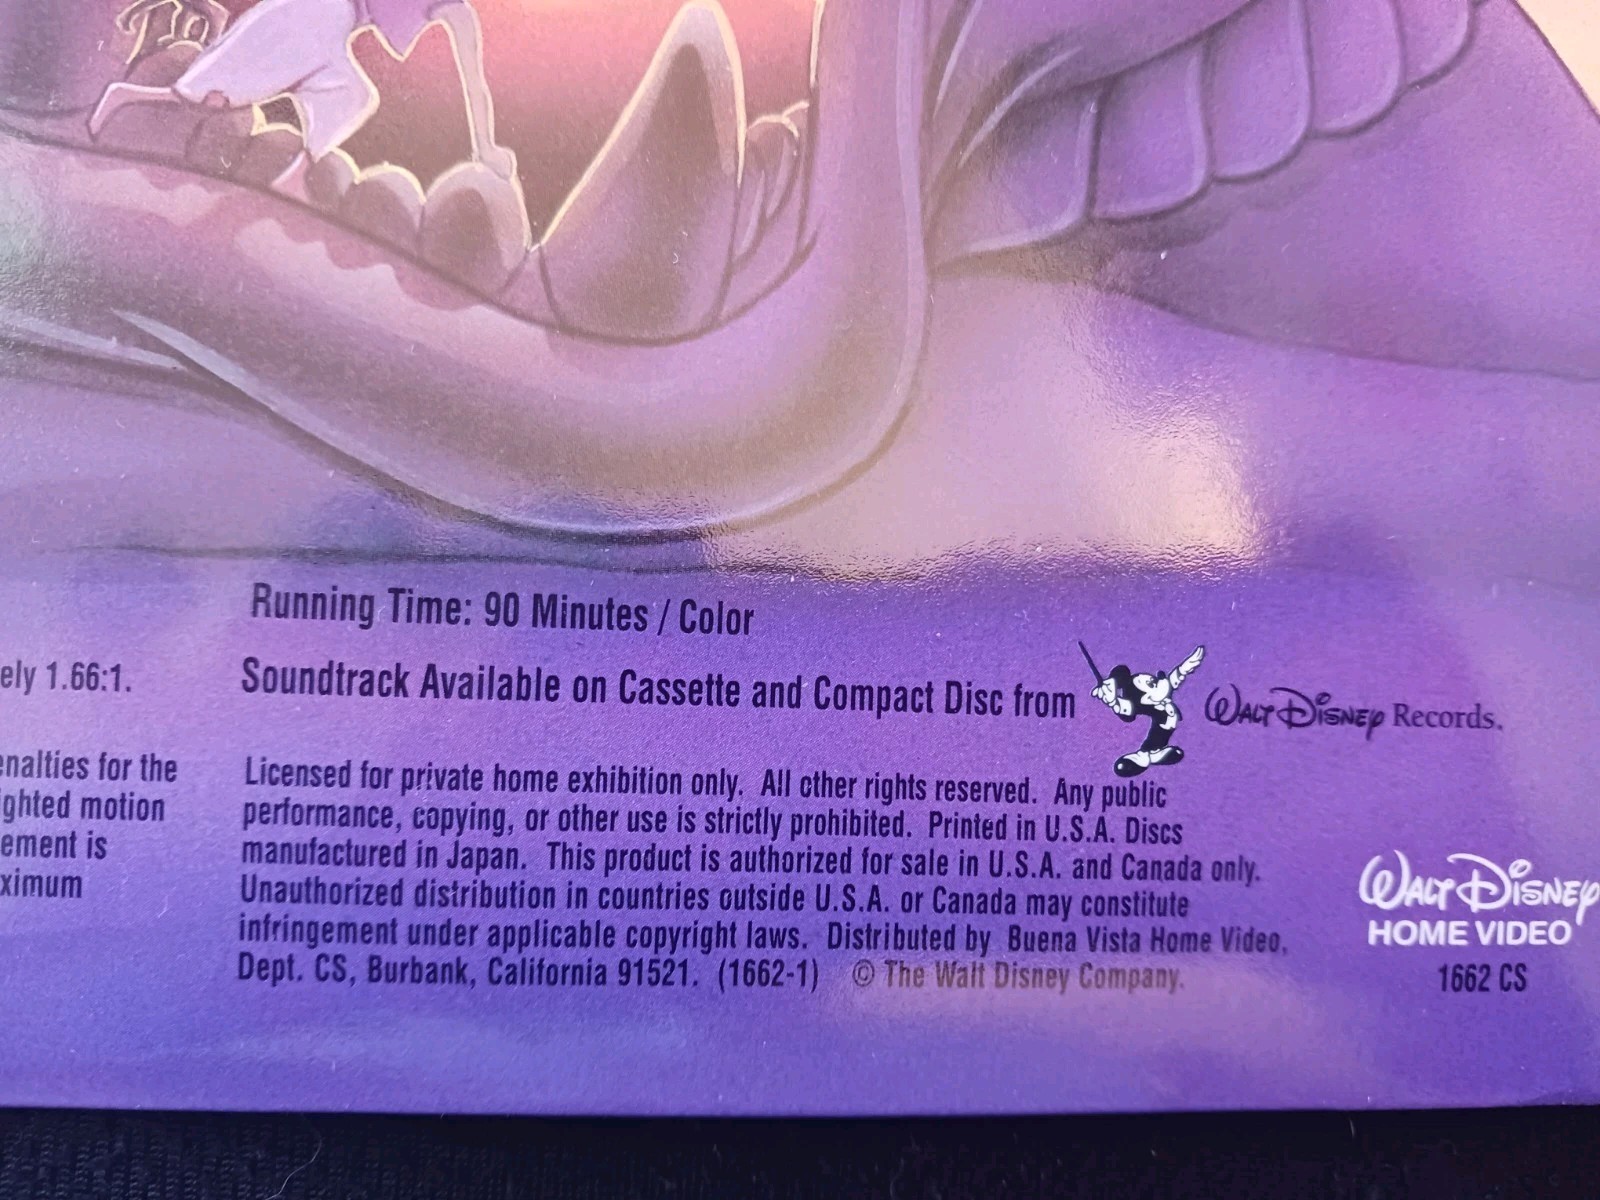 Running Time: 90 Minutes / Color
ely 1.66:1.
Soundtrack Available on Cassette and Compact Disc from WALT DISNEY Records.
enalties for the
ghted motion
ement is
ximum
Licensed for private home exhibition only. All other rights reserved. Any public
performance, copying, or other use is strictly prohibited. Printed in U.S.A. Discs
manufactured in Japan. This product is authorized for sale in U.S.A. and Canada only.
Unauthorized distribution in countries outside U.S.A. or Canada may constitute
infringement under applicable copyright laws. Distributed by Buena Vista Home Video,
Dept. CS, Burbank, California 91521. (1662-1) © The Walt Disney Company.
WALT DISNEY
HOME VIDEO
1662 CS